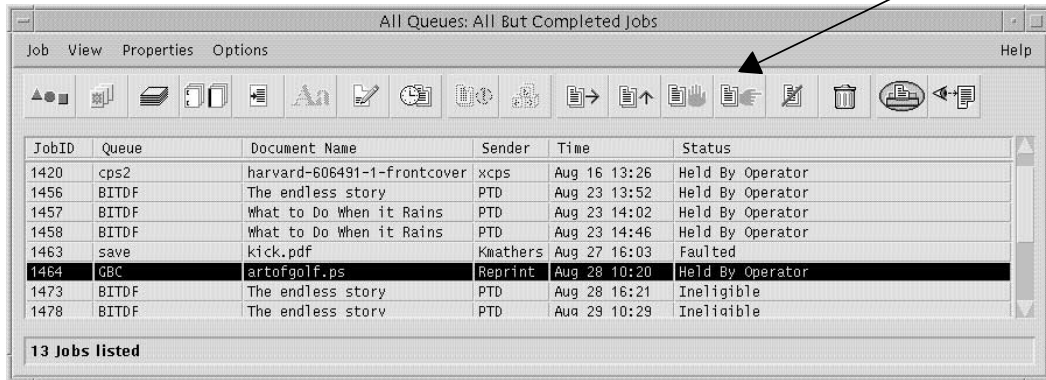 All Queues: All But Completed Jobs
Job View Properties Options Help
Aa
JobID Queue Document Name Sender Time Status
1420 cps2 harvard-606491-1-frontcover xcps Aug 16 13:26 Held By Operator
1456 BITDF The endless story PTD Aug 23 13:52 Held By Operator
1457 BITDF What to Do When it Rains PTD Aug 23 14:02 Held By Operator
1458 BITDF What to Do When it Rains PTD Aug 23 14:46 Held By Operator
1463 save kick.pdf Kmathers Aug 27 16:03 Faulted
1464 GBC artofgolf.ps Reprint Aug 28 10:20 Held By Operator
1473 BITDF The endless story PTD Aug 28 16:21 Ineligible
1478 BITDF The endless story PTD Aug 29 10:29 Ineligible
13 Jobs listed